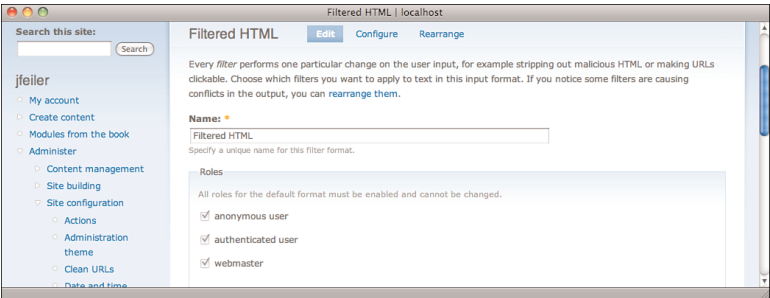 Filtered HTML | localhost
Search this site:
Search
jfeiler
My account
Create content
Modules from the book
Administer
Content management
Site building
Site configuration
Actions
Administration
theme
Clean URLs
Date and time
Filtered HTML
Edit
Configure
Rearrange
Every filter performs one particular change on the user input, for example stripping out malicious HTML or making URLs
clickable. Choose which filters you want to apply to text in this input format. If you notice some filters are causing
conflicts in the output, you can rearrange them.
Name: *
Filtered HTML
Specify a unique name for this filter format.
Roles
All roles for the default format must be enabled and cannot be changed.
anonymous user
authenticated user
webmaster